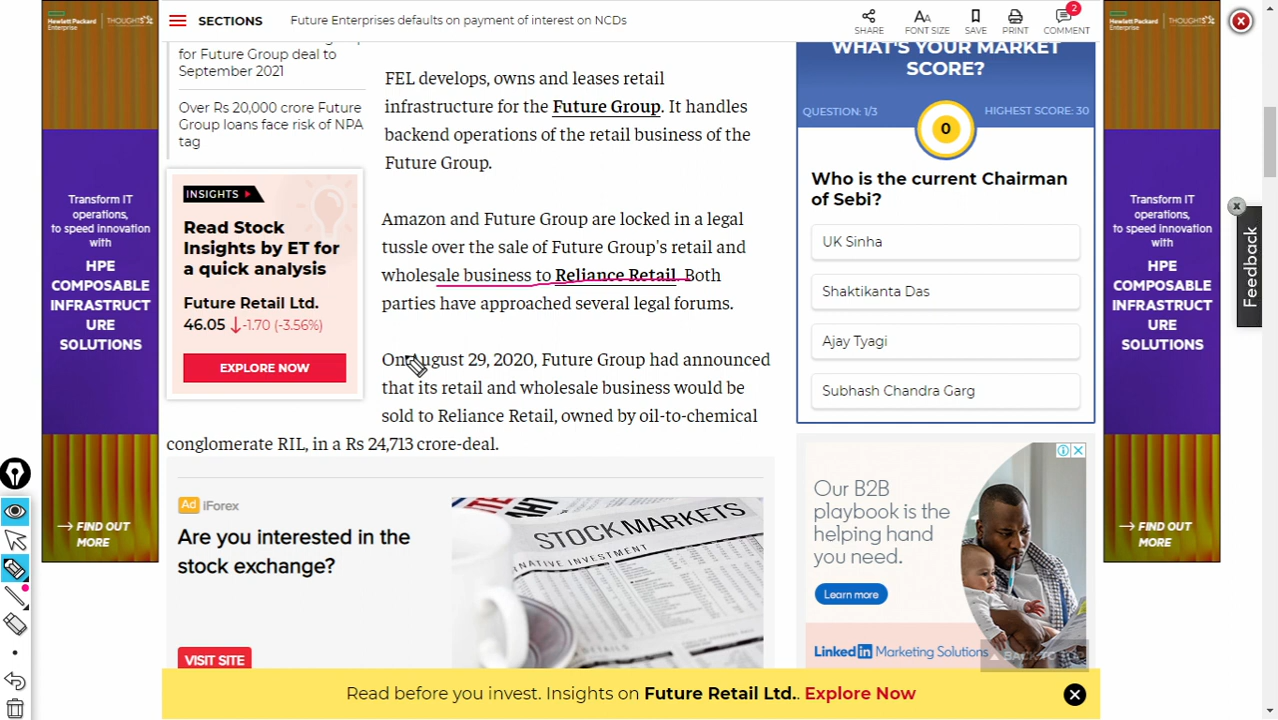 Hewlett Packard
Enterprise
SECTIONS
Future Enterprises defaults on payment of interest on NCDs
SHARE
AA
FONT SIZE
SAVE
PRINT
2
COMMENT
Hewlett Packard
Enterprise
for Future Group deal to
September 2021
Over Rs 20,000 crore Future
Group loans face risk of NPA
tag
INSIGHTS
Read Stock
Insights by ET for
a quick analysis
Future Retail Ltd.
46.05 ↓-1.70 (-3.56%)
EXPLORE NOW
FEL develops, owns and leases retail
infrastructure for the Future Group. It handles
backend operations of the retail business of the
Future Group.
Amazon and Future Group are locked in a legal
tussle over the sale of Future Group's retail and
wholesale business to Reliance Retail. Both
parties have approached several legal forums.
On August 29, 2020, Future Group had announced
that its retail and wholesale business would be
sold to Reliance Retail, owned by oil-to-chemical
conglomerate RIL, in a Rs 24,713 crore-deal.
WHAT'S YOUR MARKET
SCORE?
QUESTION: 1/3
0
HIGHEST SCORE: 30
Who is the current Chairman
of Sebi?
UK Sinha
Shaktikanta Das
Ajay Tyagi
Subhash Chandra Garg
Transform IT
operations,
to speed innovation
with
HPE
COMPOSABLE
INFRASTRUCT
URE
SOLUTIONS
→ FIND OUT
MORE
Transform IT
operations,
to speed innovation
with
HPE
COMPOSABLE
INFRASTRUCT
URE
SOLUTIONS
→ FIND OUT
MORE
Feedback
Ad iForex
Are you interested in the
stock exchange?
VISIT SITE
STOCK MARKETS
Our B2B
playbook is the
helping hand
you need.
Learn more
LinkedIn Marketing Solutions
BACK TO TOP
Read before you invest. Insights on Future Retail Ltd.. Explore Now